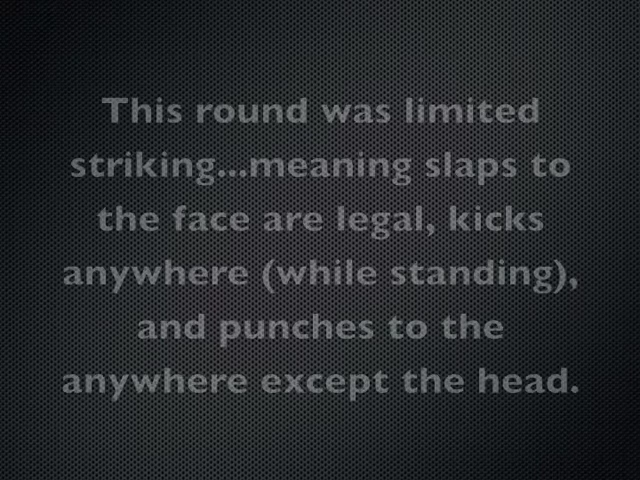 This round was limited
striking...meaning slaps to
the face are legal, kicks
anywhere (while standing),
and punches to the
anywhere except the head.